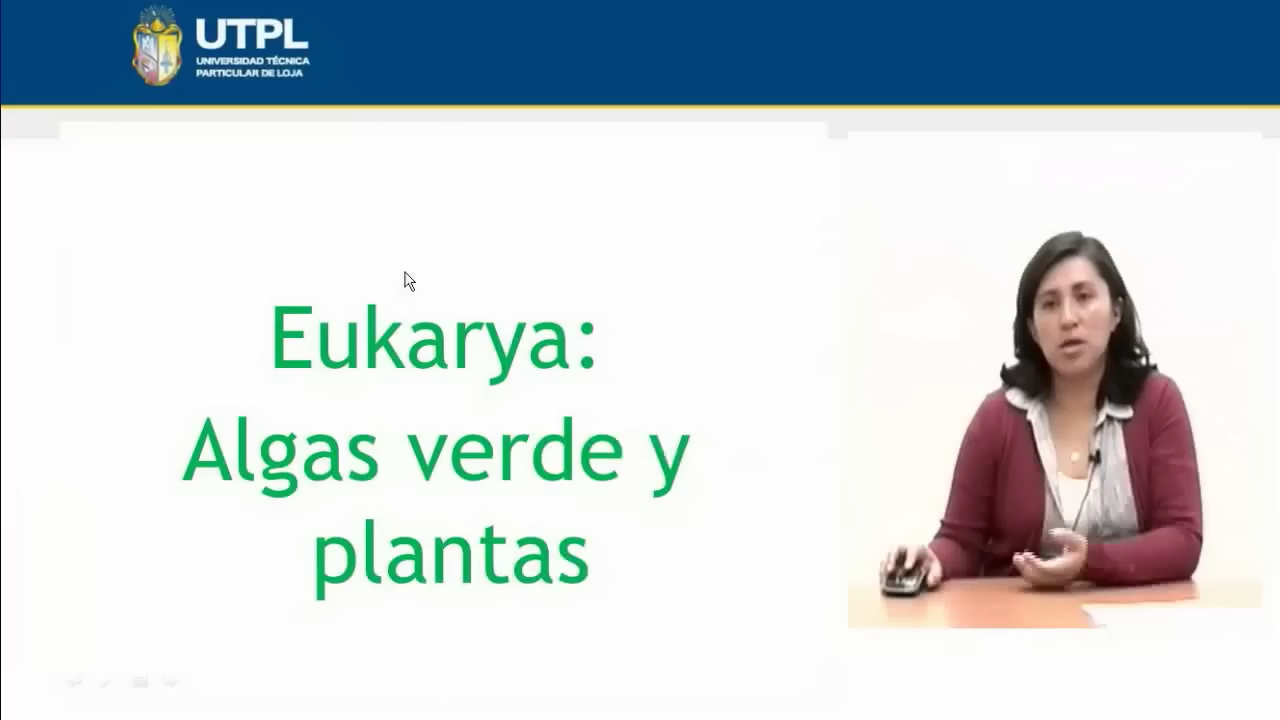 UTPL
UNIVERSIDAD TÉCNICA
PARTICULAR DE LOJA
Eukarya:
Algas verde y
plantas